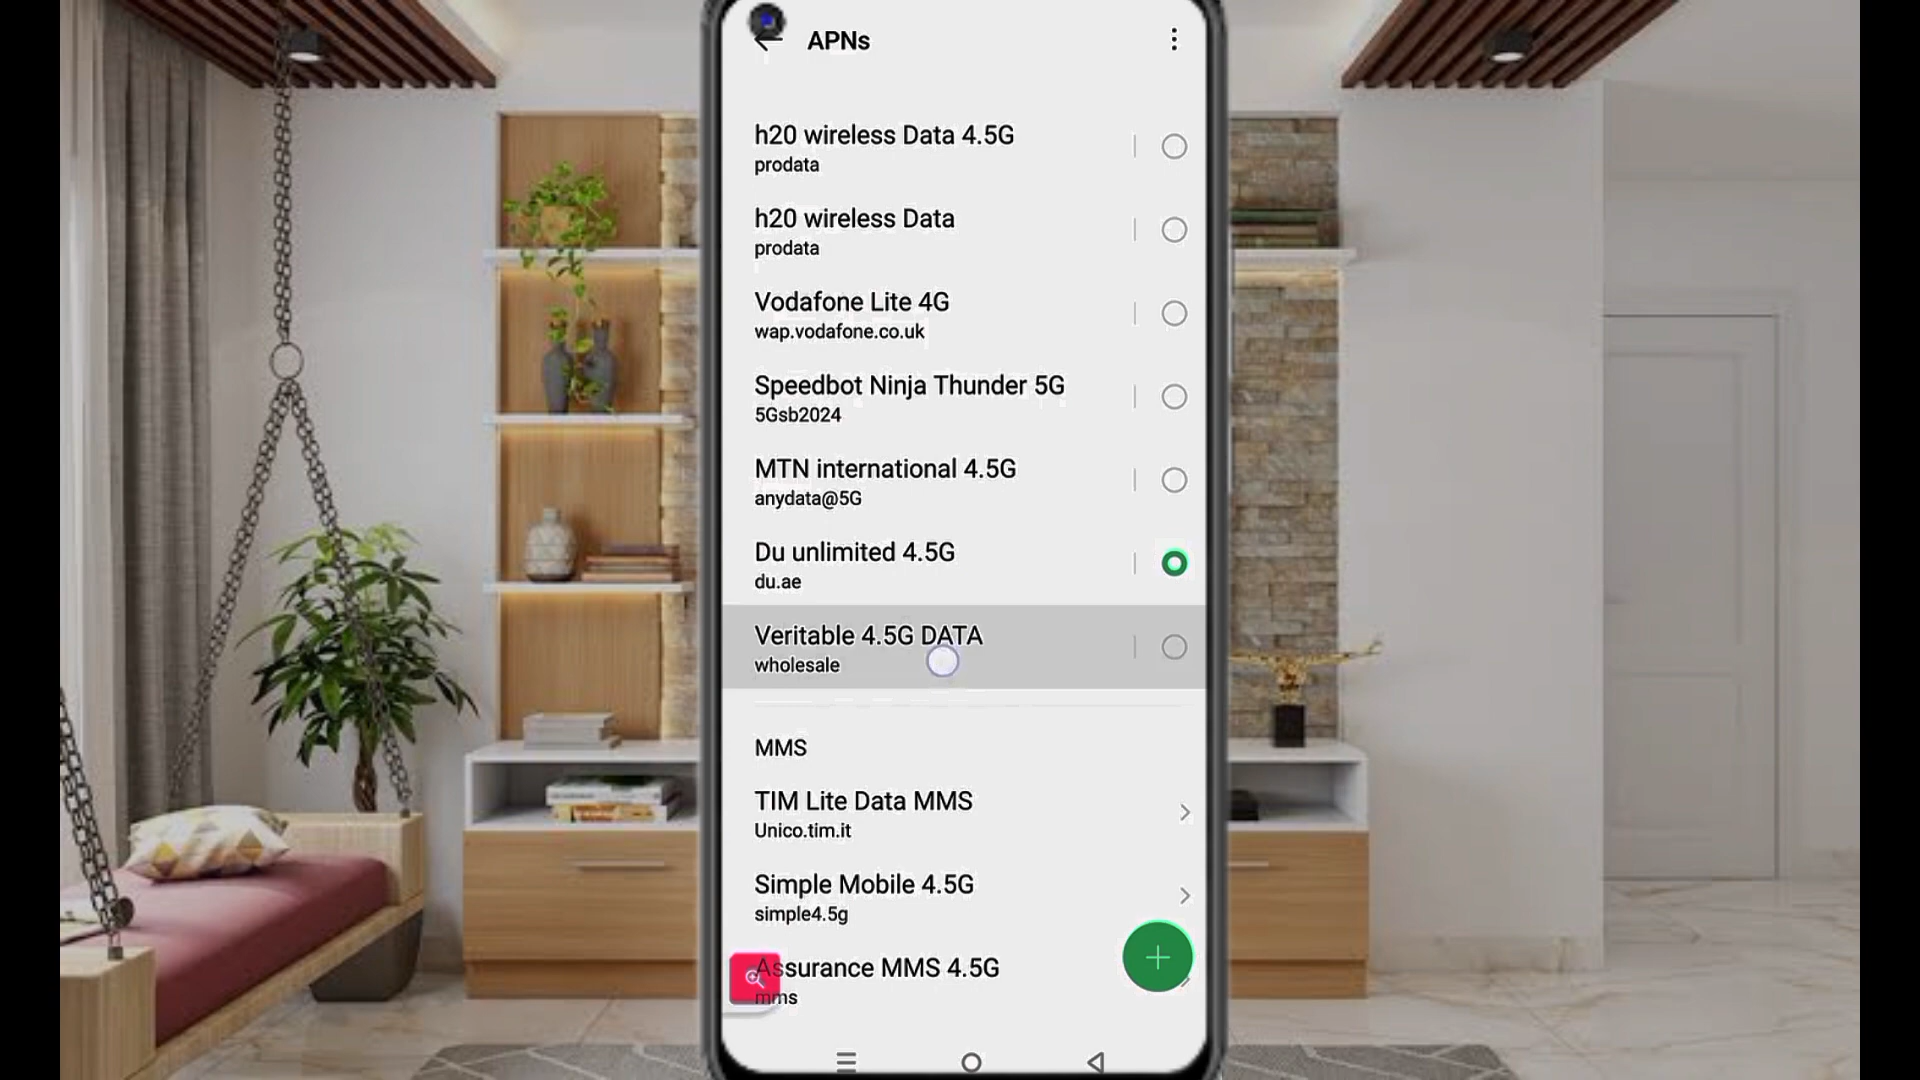 APNs
h20 wireless Data 4.5G
prodata
h20 wireless Data
prodata
Vodafone Lite 4G
wap.vodafone.co.uk
Speedbot Ninja Thunder 5G
5Gsb2024
MTN international 4.5G
anydata@5G
Du unlimited 4.5G
du.ae
Veritable 4.5G DATA
wholesale
MMS
TIM Lite Data MMS
Unico.tim.it
Simple Mobile 4.5G
simple4.5g
Assurance MMS 4.5G
mms